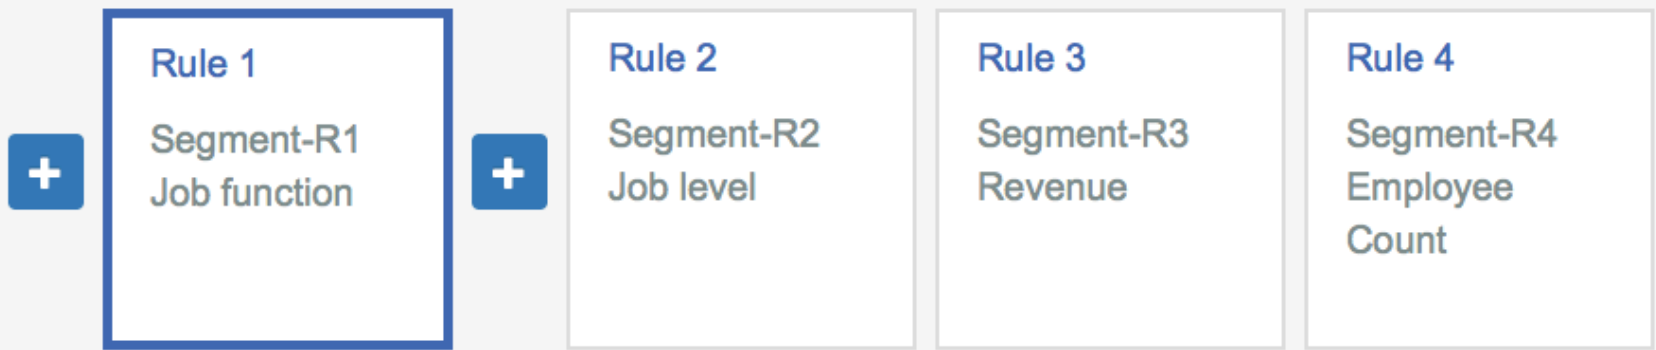 Rule 1
Segment-R1
Job function
Rule 2
Segment-R2
Job level
Rule 3
Segment-R3
Revenue
Rule 4
Segment-R4
Employee
Count